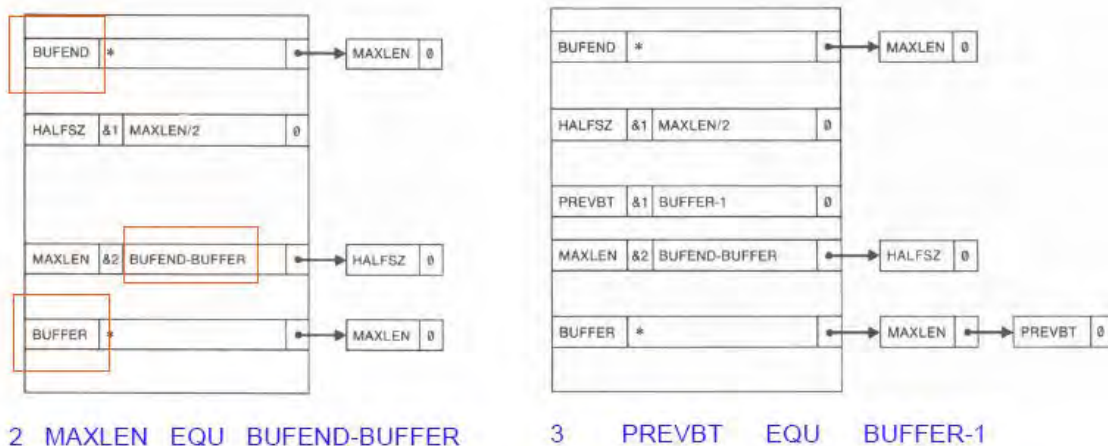 BUFEND * MAXLEN 0
HALFSZ &1 MAXLEN/2 0
MAXLEN &2 BUFEND-BUFFER HALFSZ 0
BUFFER * MAXLEN 0
2 MAXLEN EQU BUFEND-BUFFER
BUFEND * MAXLEN 0
HALFSZ &1 MAXLEN/2 0
PREVBT &1 BUFFER-1 0
MAXLEN &2 BUFEND-BUFFER HALFSZ 0
BUFFER * MAXLEN PREVBT 0
3 PREVBT EQU BUFFER-1